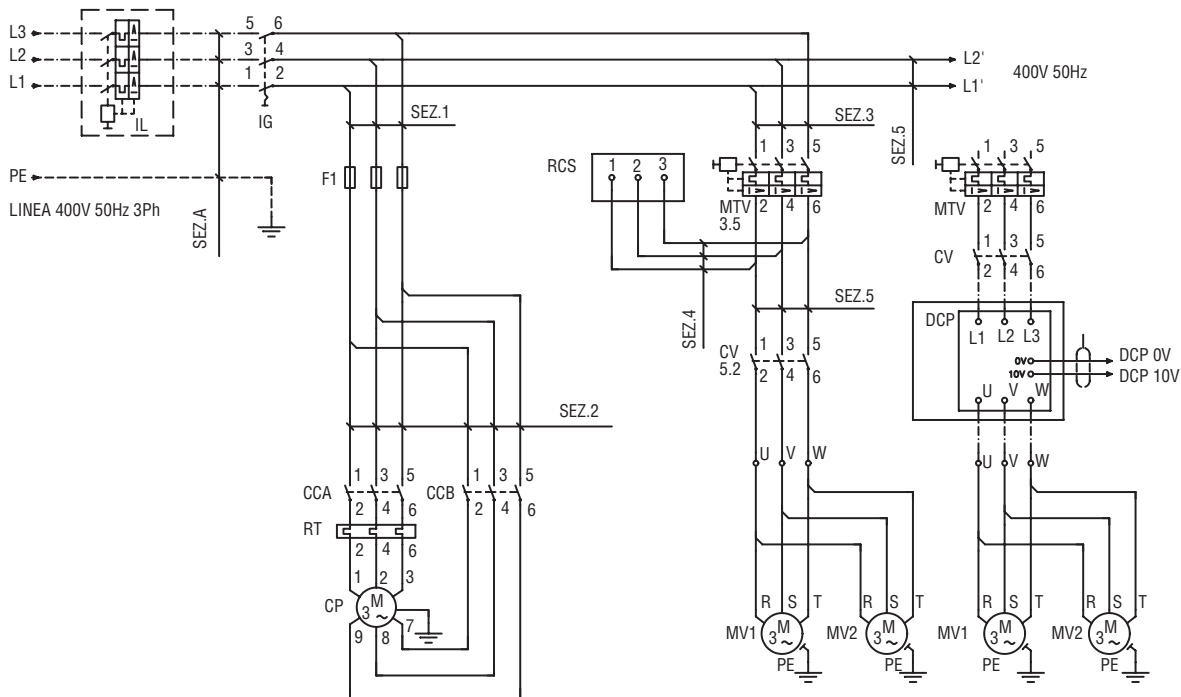 L3 5 6
L2 3 4 L2'
L1 1 2 L1'
400V 50Hz
IL IG
SEZ.1
SEZ.3
SEZ.5
PE
LINEA 400V 50Hz 3Ph
SEZ.A
F1
RCS 1 2 3
1 3 5
MTV
3.5
2 4 6
1 3 5
MTV
2 4 6
CV
1 3 5
2 4 6
SEZ.4
SEZ.5
CV
5.2
1 3 5
2 4 6
DCP
L1 L2 L3
0V DCP 0V
10V DCP 10V
U V W
SEZ.2
U V W
U V W
CCA
1 3 5
2 4 6
CCB
1 3 5
2 4 6
RT
2 4 6
1 2 3
CP
M
3 ~
9 8 7
R S T R S T
MV1 M 3 ~ PE
MV2 M 3 ~ PE
R S T R S T
MV1 M 3 ~ PE
MV2 M 3 ~ PE